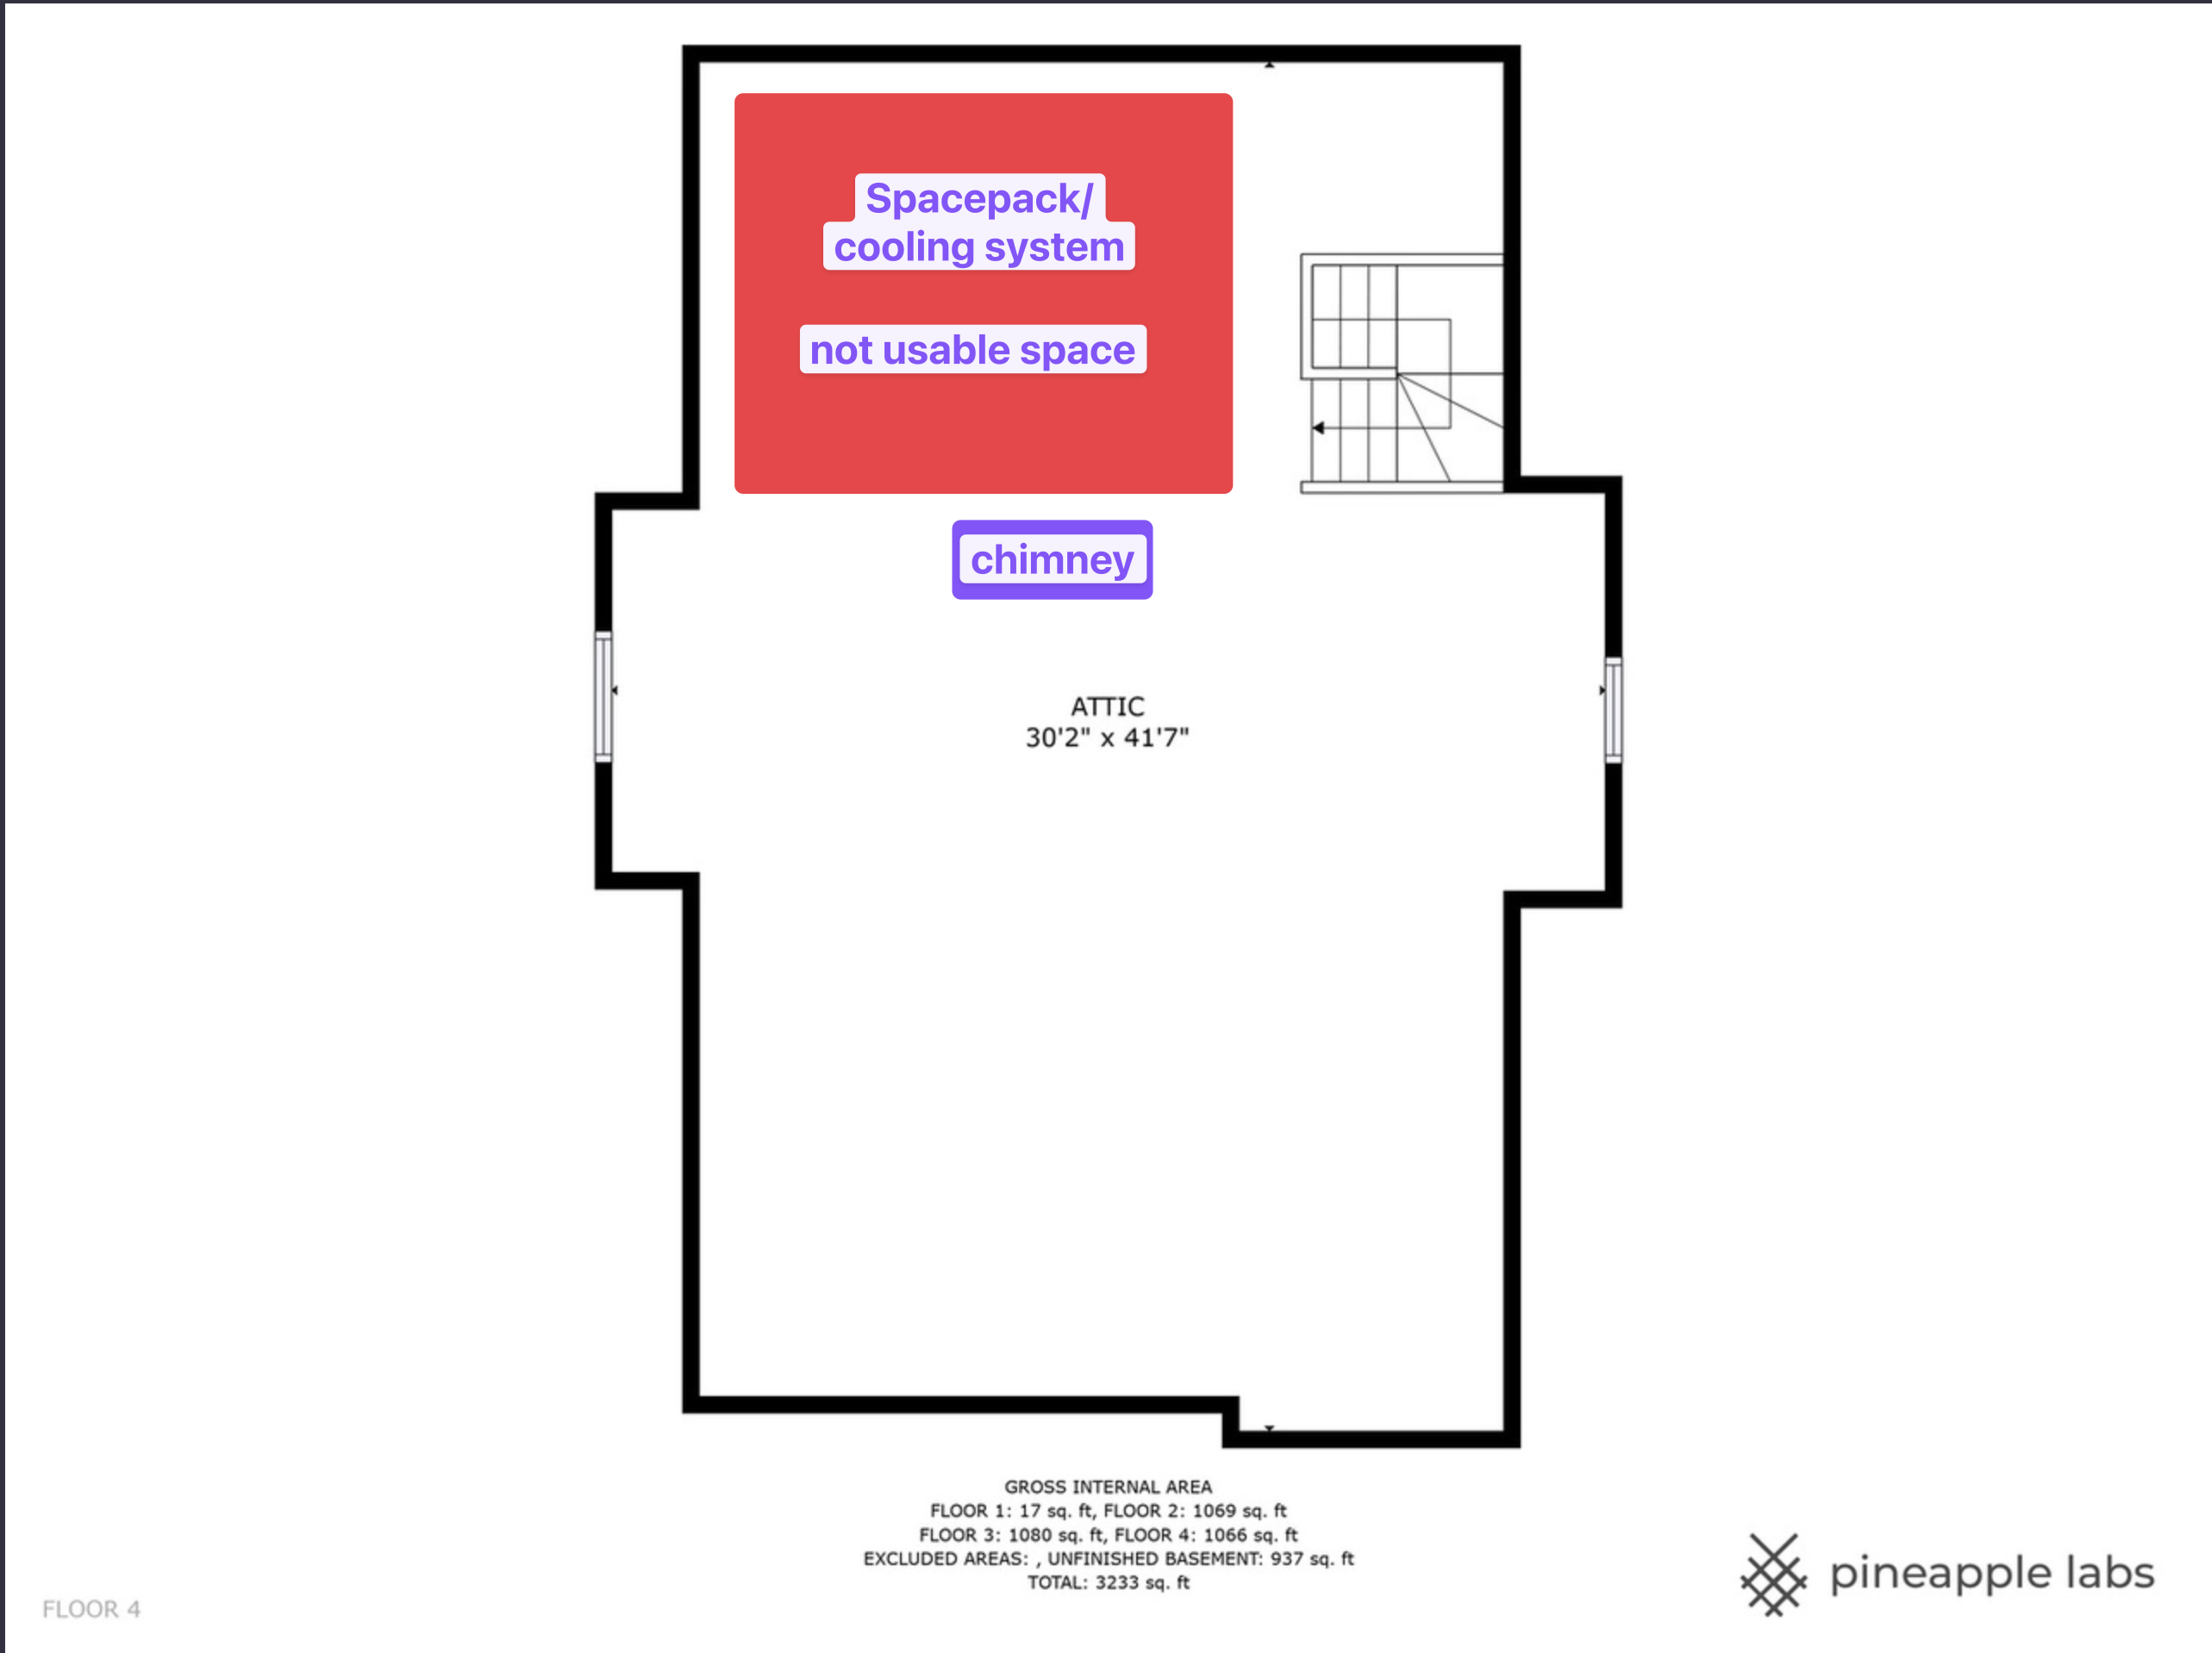 Spacepack/
cooling system
not usable space
chimney
ATTIC
30'2" x 41'7"
GROSS INTERNAL AREA
FLOOR 1: 17 sq. ft, FLOOR 2: 1069 sq. ft
FLOOR 3: 1080 sq. ft, FLOOR 4: 1066 sq. ft
EXCLUDED AREAS: , UNFINISHED BASEMENT: 937 sq. ft
TOTAL: 3233 sq. ft
FLOOR 4
pineapple labs